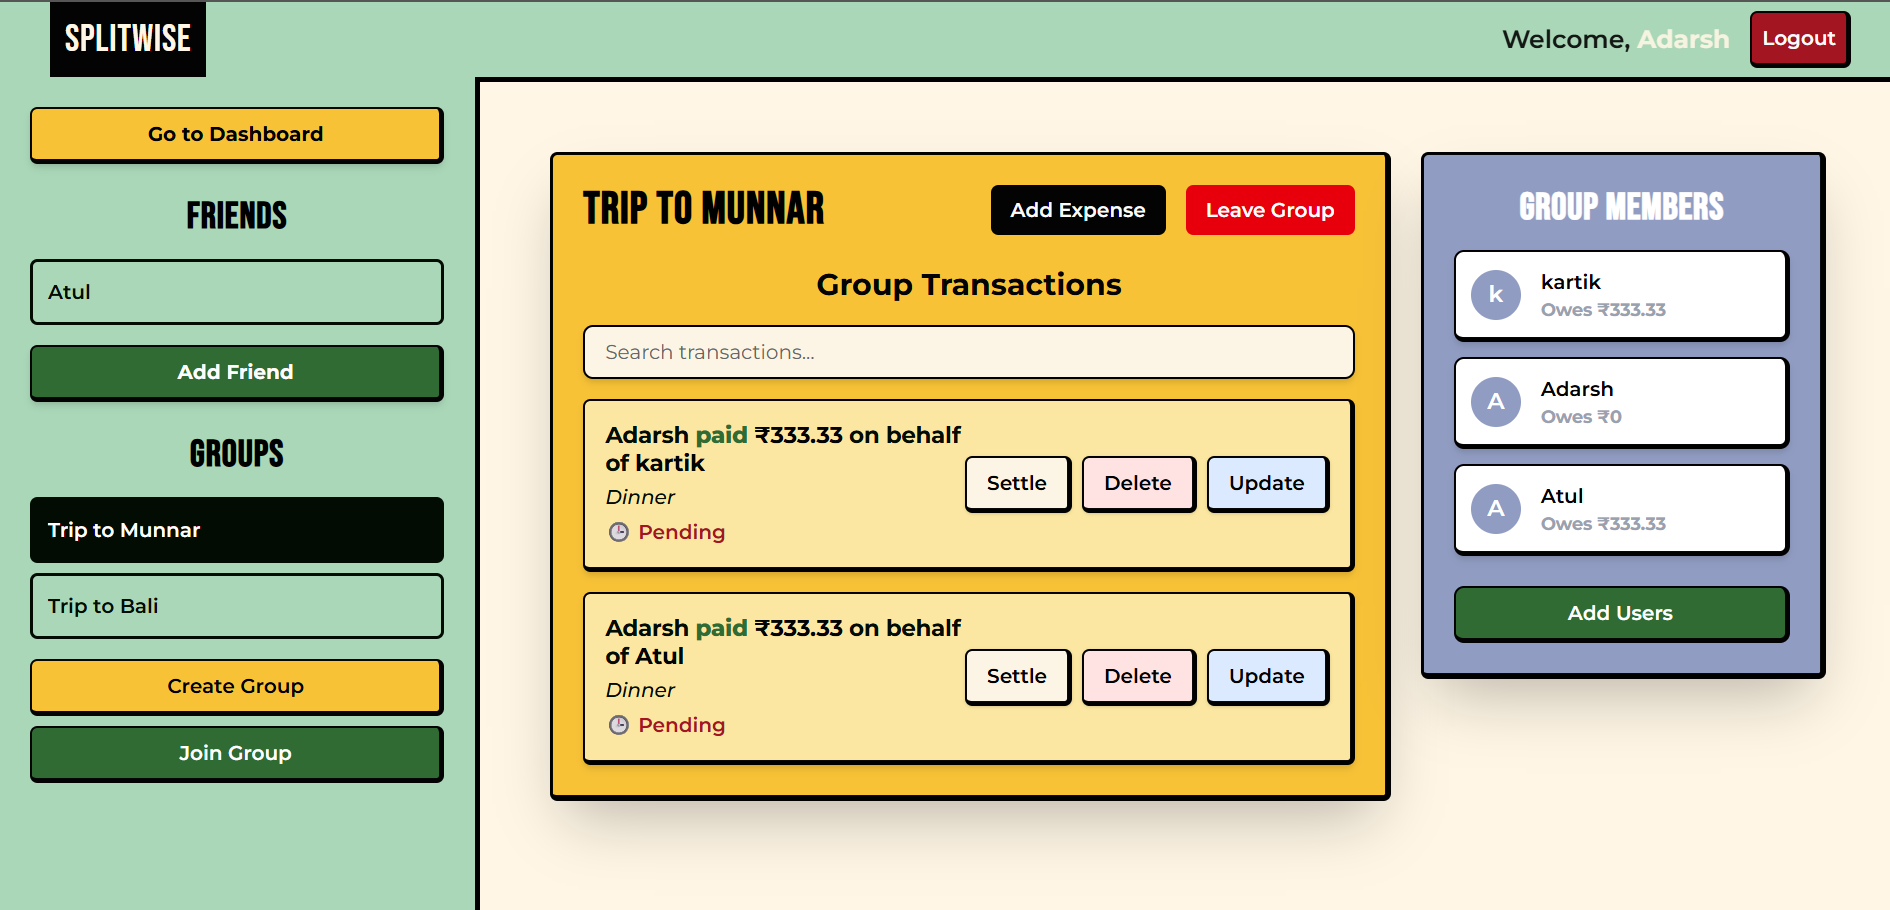 SPLITWISE
Welcome, Adarsh
Logout
Go to Dashboard
FRIENDS
Atul
Add Friend
GROUPS
Trip to Munnar
Trip to Bali
Create Group
Join Group
TRIP TO MUNNAR
Add Expense
Leave Group
Group Transactions
Search transactions...
Adarsh paid ₹333.33 on behalf
of kartik
Dinner
Pending
Settle
Delete
Update
Adarsh paid ₹333.33 on behalf
of Atul
Dinner
Pending
Settle
Delete
Update
GROUP MEMBERS
k
kartik
Owes ₹333.33
A
Adarsh
Owes ₹0
A
Atul
Owes ₹333.33
Add Users